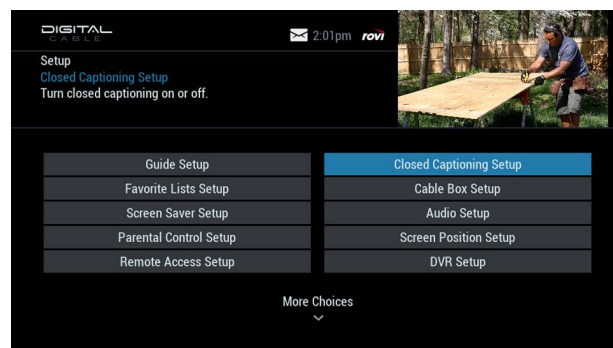 DIGITAL
CABLE
2:01pm rovi
Setup
Closed Captioning Setup
Turn closed captioning on or off.
Guide Setup
Closed Captioning Setup
Favorite Lists Setup
Cable Box Setup
Screen Saver Setup
Audio Setup
Parental Control Setup
Screen Position Setup
Remote Access Setup
DVR Setup
More Choices